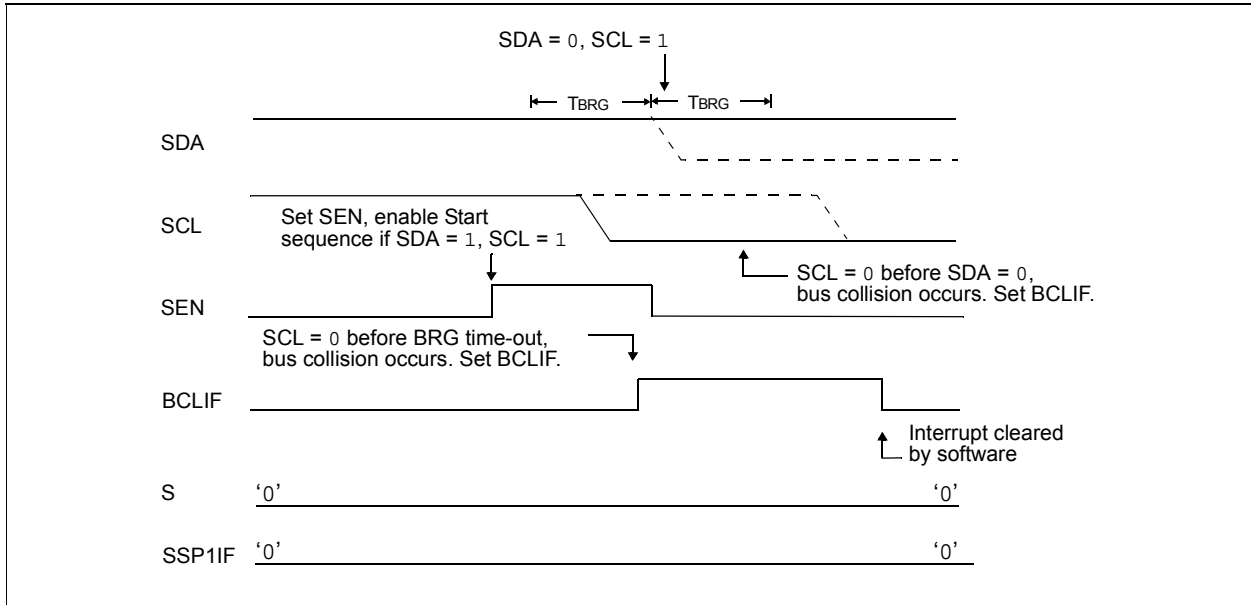 SDA = 0, SCL = 1
TBRG TBRG
SDA
SCL
Set SEN, enable Start
sequence if SDA = 1, SCL = 1
SCL = 0 before SDA = 0,
bus collision occurs. Set BCLIF.
SEN
SCL = 0 before BRG time-out,
bus collision occurs. Set BCLIF.
BCLIF
Interrupt cleared
by software
S ‘0’ ‘0’
SSP1IF ‘0’ ‘0’